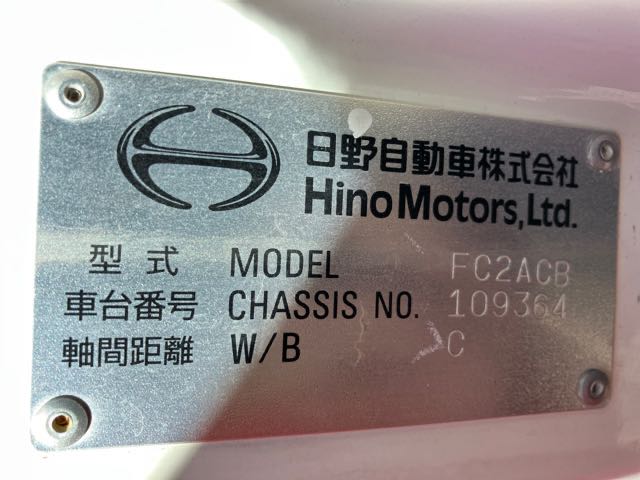 日野自動車株式会社
Hino Motors, Ltd.
型式 MODEL FC2ACB
車台番号 CHASSIS NO. 109364
軸間距離 W/B C